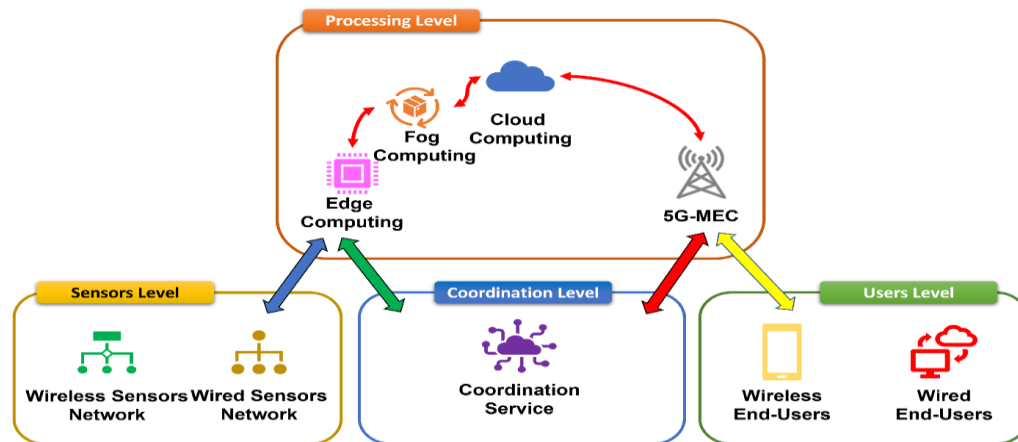 Processing Level
Cloud
Computing
Fog
Computing
Edge
Computing
5G-MEC
Sensors Level
Coordination Level
Users Level
Wireless Sensors
Network
Wired Sensors
Network
Coordination
Service
Wireless
End-Users
Wired
End-Users